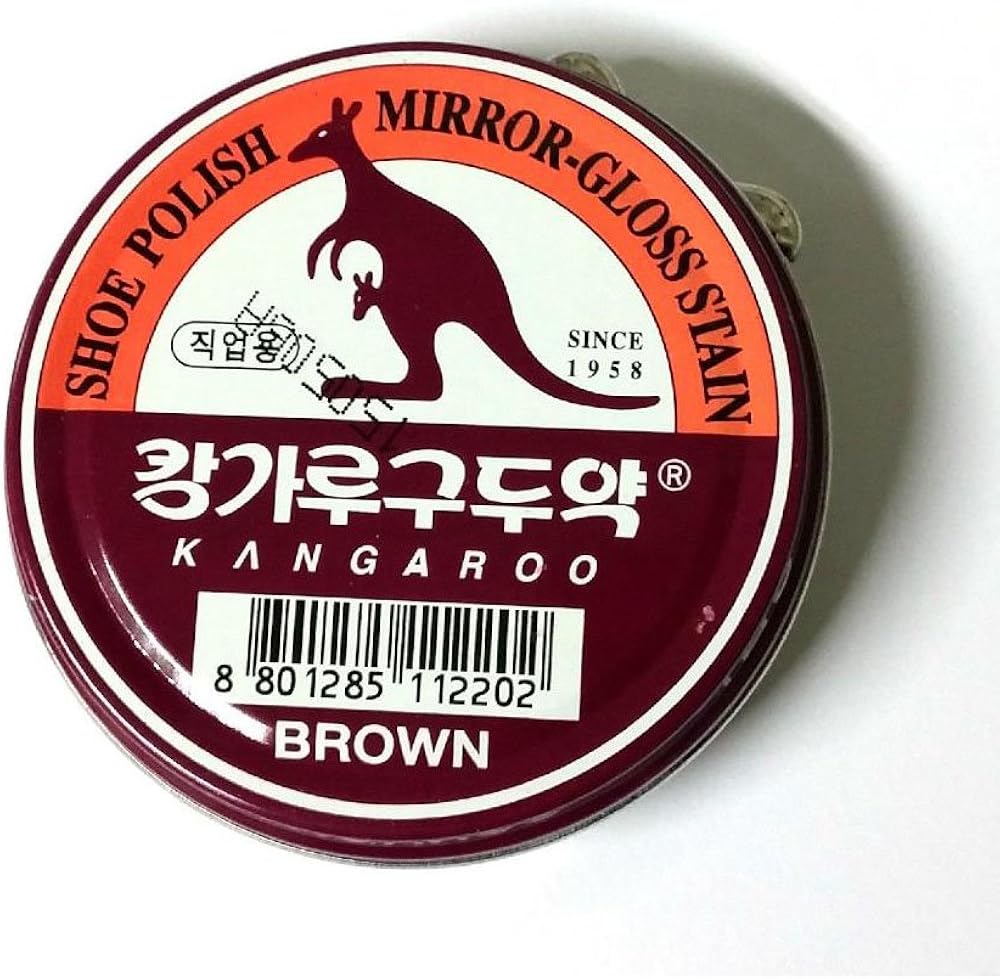 SHOE POLISH MIRROR-GLOSS STAIN
직업용
SINCE
1958
캉가루구두약®
KANGAROO
8 801285 112202
BROWN